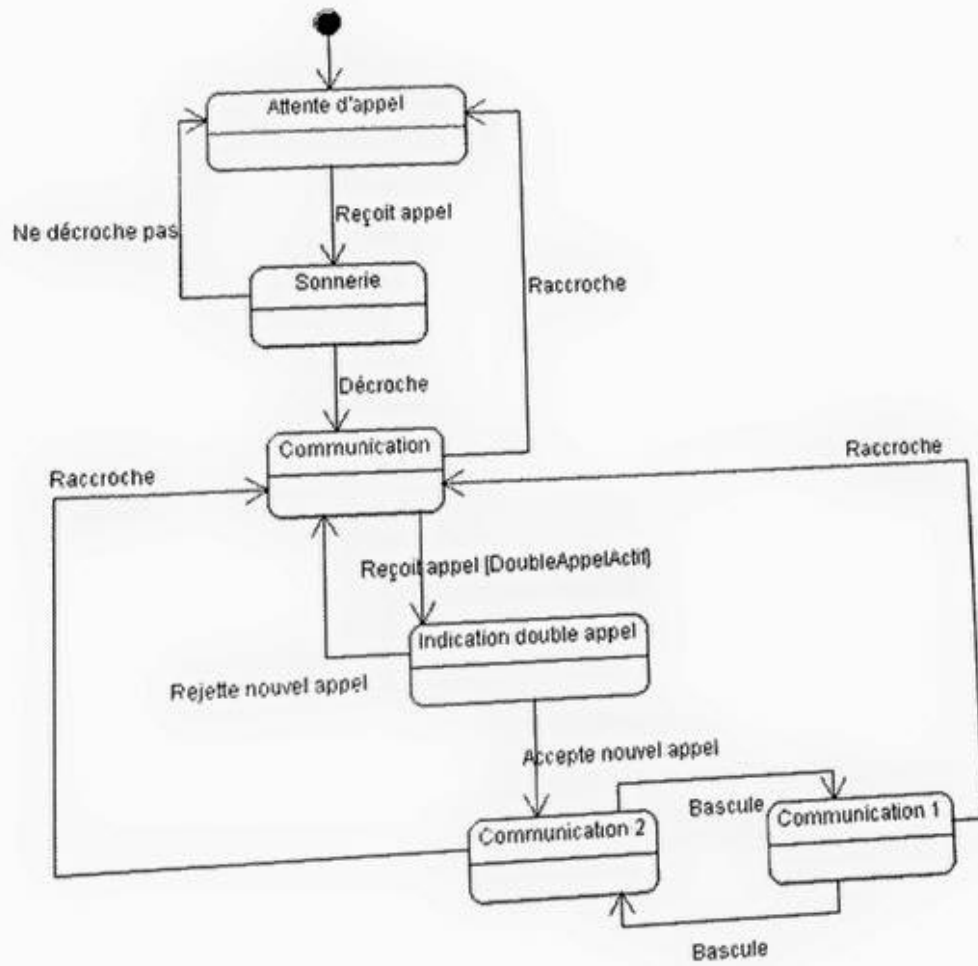 Attente d'appel
Reçoit appel
Ne décroche pas
Sonnerie
Raccroche
Décroche
Communication
Raccroche
Raccroche
Reçoit appel [DoubleAppelActif]
Indication double appel
Rejette nouvel appel
Accepte nouvel appel
Bascule
Communication 2
Communication 1
Bascule